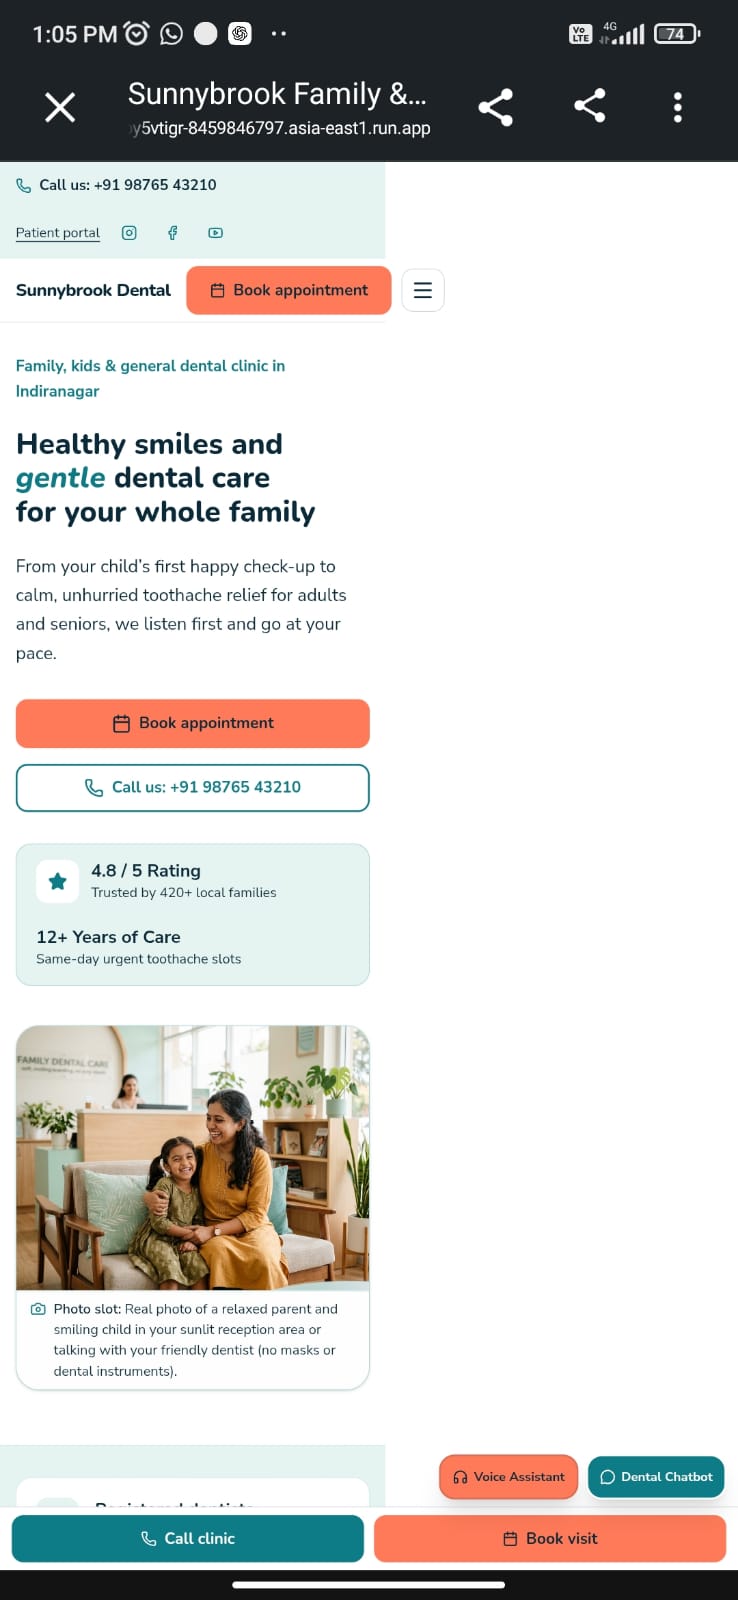 1:05 PM
Vo LTE 4G 74
Sunnybrook Family &...
y5vtigr-8459846797.asia-east1.run.app
Call us: +91 98765 43210
Patient portal
Sunnybrook Dental
Book appointment
Family, kids & general dental clinic in
Indiranagar
Healthy smiles and
gentle dental care
for your whole family
From your child's first happy check-up to
calm, unhurried toothache relief for adults
and seniors, we listen first and go at your
pace.
Book appointment
Call us: +91 98765 43210
4.8 / 5 Rating
Trusted by 420+ local families
12+ Years of Care
Same-day urgent toothache slots
FAMILY DENTAL CARE
Photo slot: Real photo of a relaxed parent and
smiling child in your sunlit reception area or
talking with your friendly dentist (no masks or
dental instruments).
Voice Assistant
Dental Chatbot
Registered dentists
Call clinic
Book visit